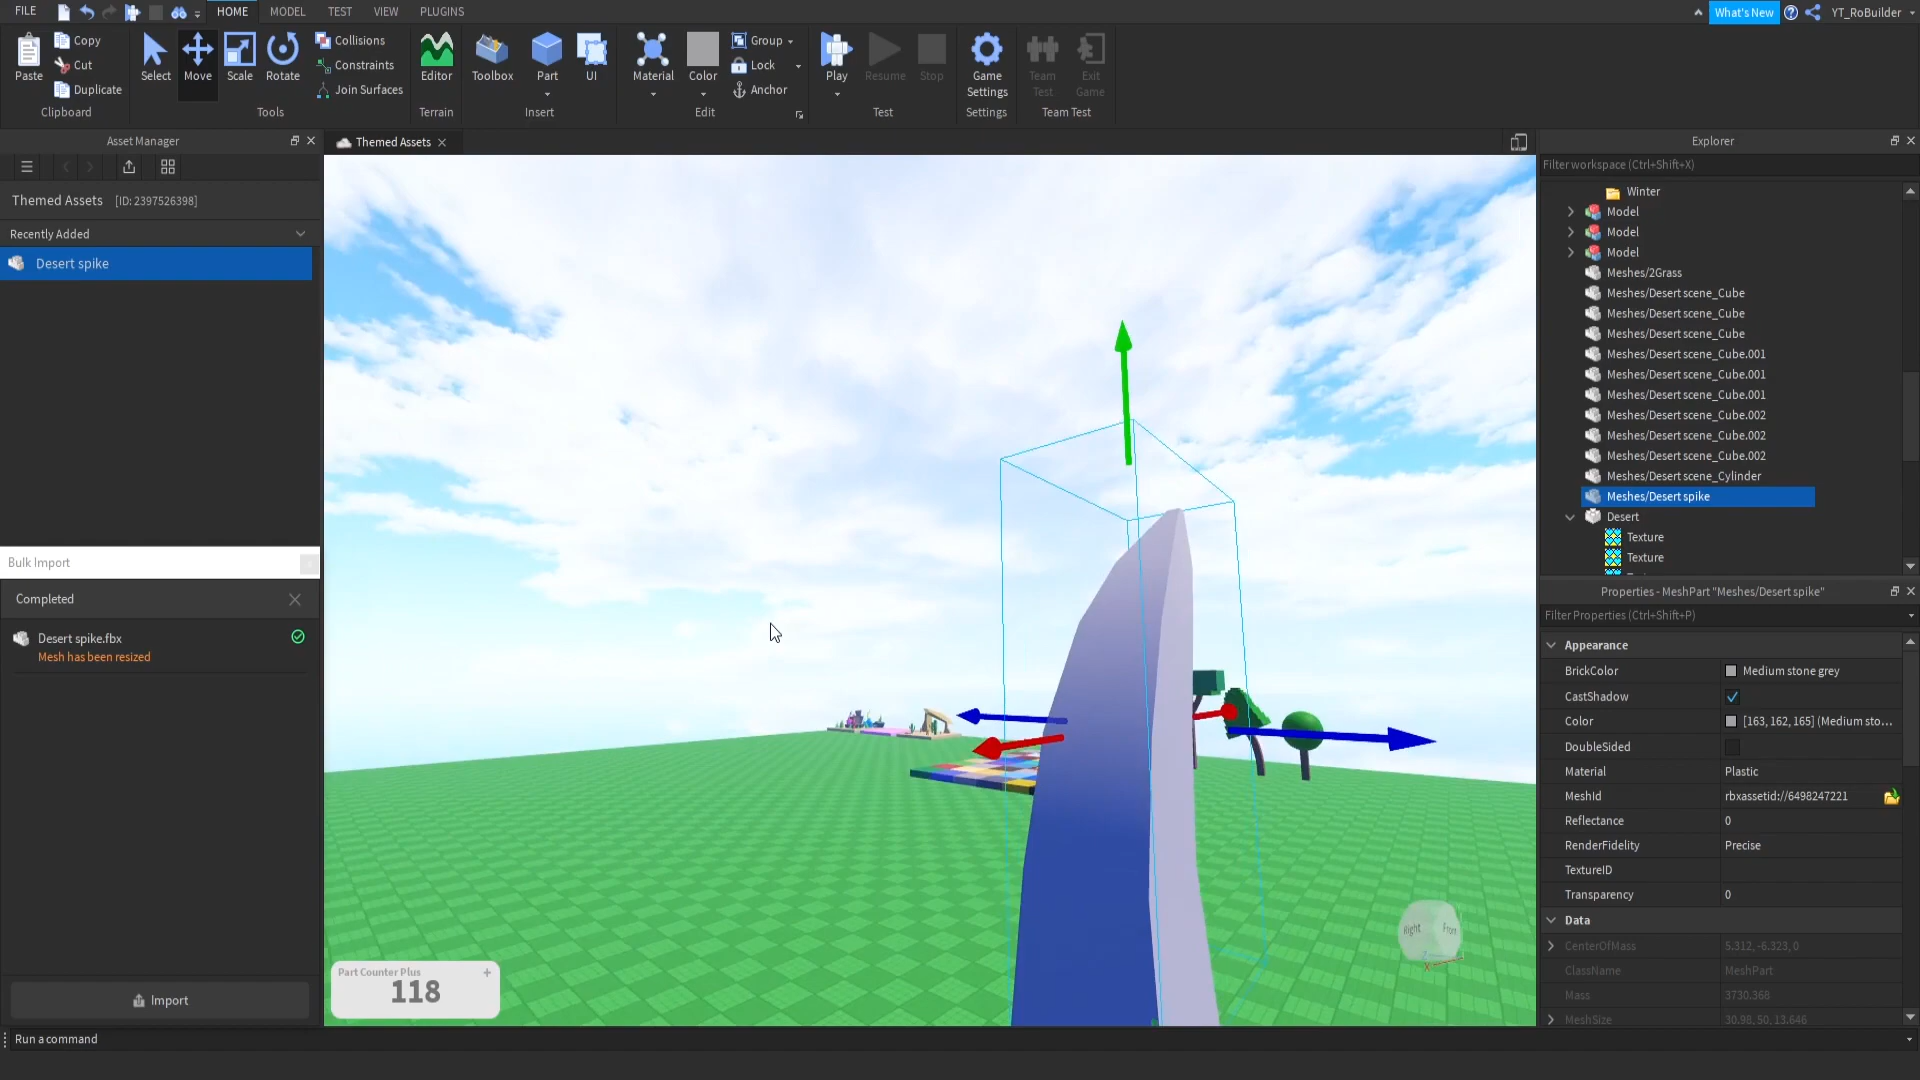 FILE
HOME
MODEL
TEST
VIEW
PLUGINS
What's New
YT_RoBuilder
Paste
Copy
Cut
Duplicate
Clipboard
Select
Move
Scale
Rotate
Collisions
Constraints
Join Surfaces
Tools
Editor
Terrain
Toolbox
Part
UI
Insert
Material
Color
Group
Lock
Anchor
Edit
Play
Resume
Stop
Test
Game
Settings
Settings
Team
Test
Exit
Game
Team Test
Asset Manager
Themed Assets [ID: 2397526398]
Recently Added
Desert spike
Bulk Import
Completed
Desert spike.fbx
Mesh has been resized
Import
Themed Assets
Part Counter Plus +
118
Right
Front
Explorer
Filter workspace (Ctrl+Shift+X)
Winter
Model
Model
Model
Meshes/2Grass
Meshes/Desert scene_Cube
Meshes/Desert scene_Cube
Meshes/Desert scene_Cube
Meshes/Desert scene_Cube.001
Meshes/Desert scene_Cube.001
Meshes/Desert scene_Cube.001
Meshes/Desert scene_Cube.002
Meshes/Desert scene_Cube.002
Meshes/Desert scene_Cube.002
Meshes/Desert scene_Cylinder
Meshes/Desert spike
Desert
Texture
Texture
Properties - MeshPart "Meshes/Desert spike"
Filter Properties (Ctrl+Shift+P)
Appearance
BrickColor Medium stone grey
CastShadow
Color [163, 162, 165] (Medium sto...
DoubleSided
Material Plastic
MeshId rbxassetid://6498247221
Reflectance 0
RenderFidelity Precise
TextureID
Transparency 0
Data
CenterOfMass 5.312, -6.323, 0
ClassName MeshPart
Mass 3730.368
MeshSize 30.98, 50, 13.646
Run a command